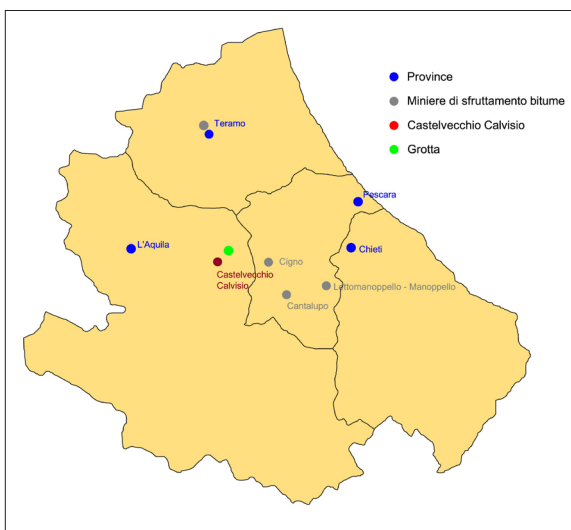 Province
Miniere di sfruttamento bitume
Castelvecchio Calvisio
Grotta
Teramo
Pescara
L'Aquila
Chieti
Cigno
Castelvecchio
Calvisio
Lettomanoppello - Manoppello
Cantalupo